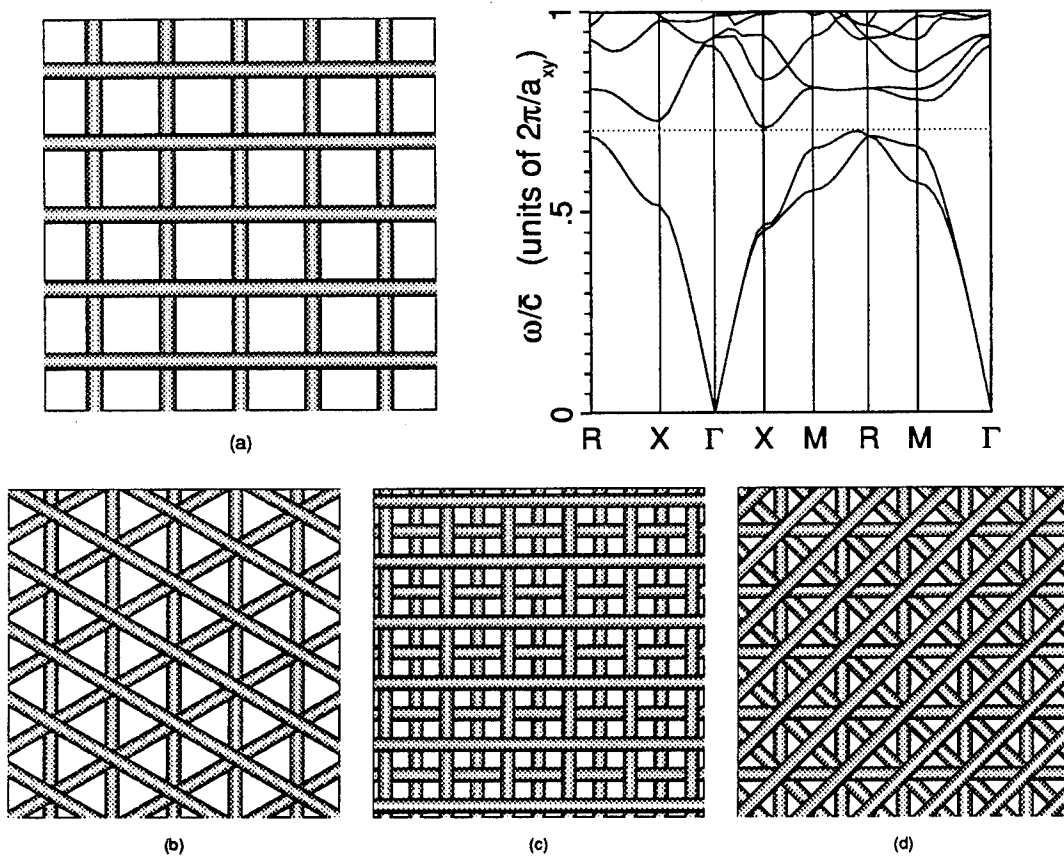 1
.5
0
ω/c̄ (units of 2π/a_xy)
R X Γ X M R M Γ
(a)
(b)
(c)
(d)